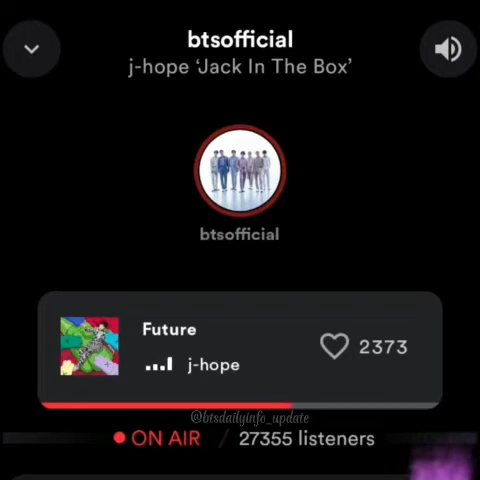 btsofficial
j-hope ‘Jack In The Box’
btsofficial
Future
j-hope
2373
@btsdailyinfo_update
ON AIR / 27355 listeners